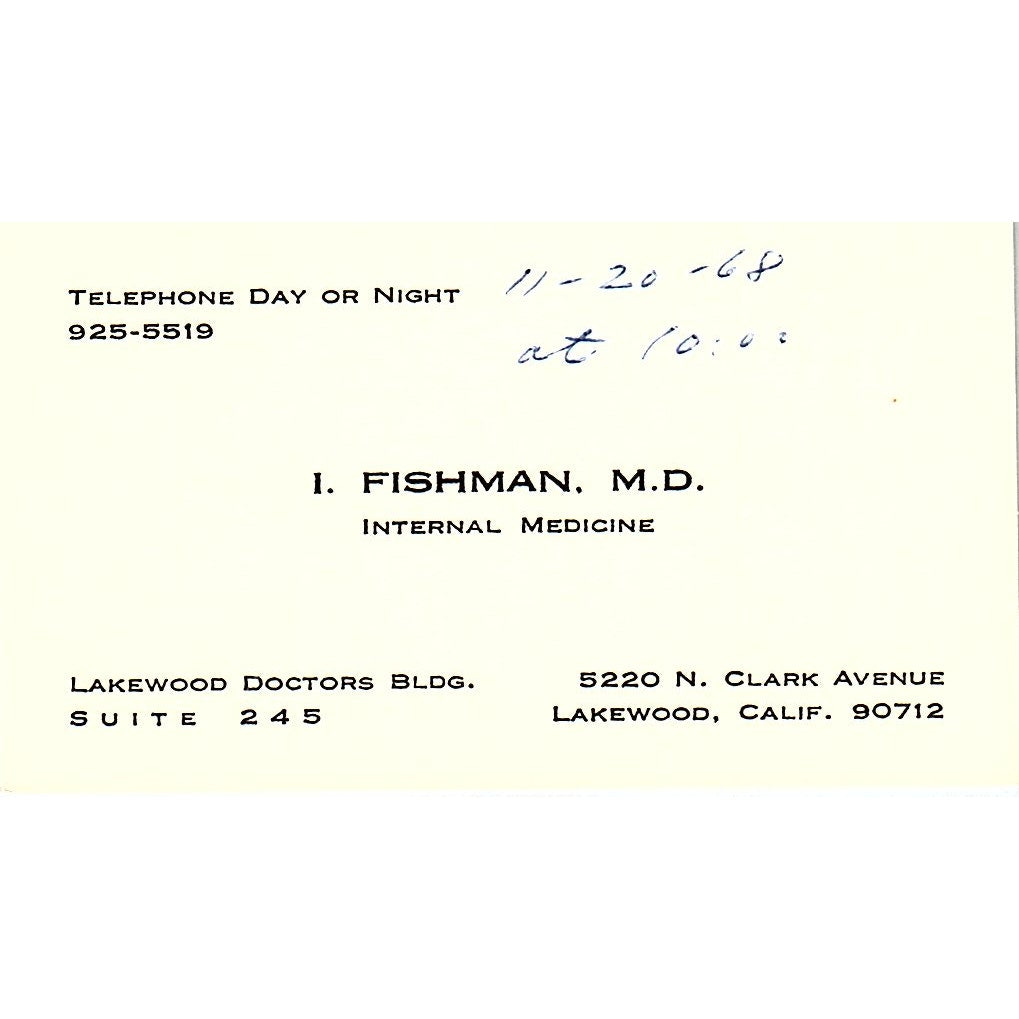 TELEPHONE DAY OR NIGHT
925-5519
11-20-68
at 10:00
I. FISHMAN, M.D.
INTERNAL MEDICINE
LAKEWOOD DOCTORS BLDG.
SUITE 245
5220 N. CLARK AVENUE
LAKEWOOD, CALIF. 90712